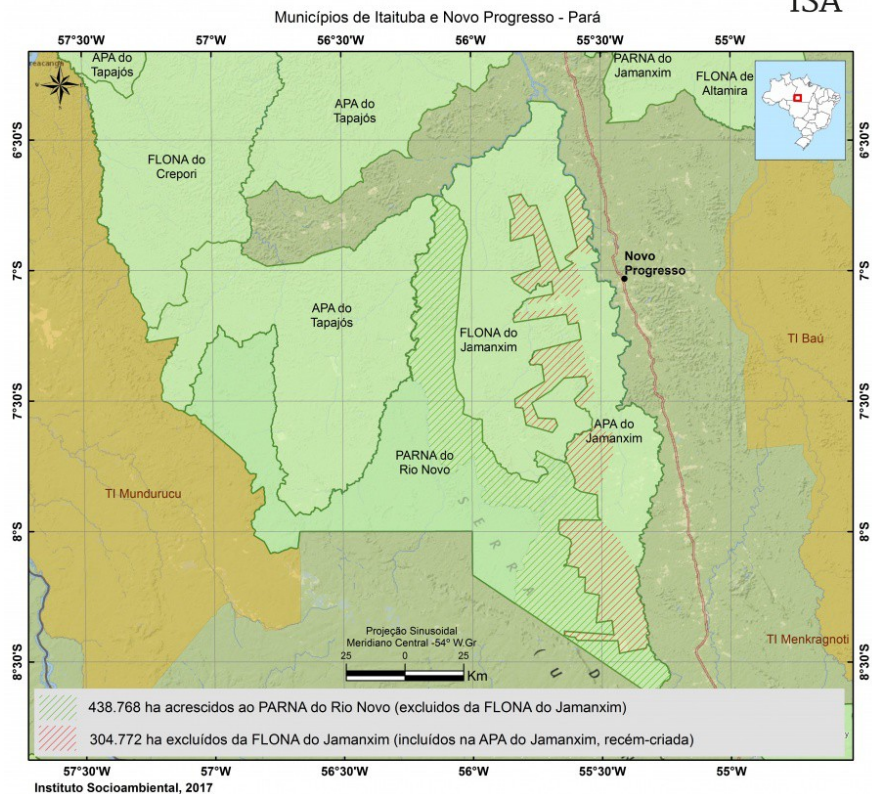 ISA
Municípios de Itaituba e Novo Progresso - Pará
57°30'W 57°W 56°30'W 56°W 55°30'W 55°W
APA do
Tapajós
PARNA do
Jamanxim
FLONA de
Altamira
APA do
Tapajós
FLONA do
Crepori
6°30'S
6°30'S
7°S
7°S
Novo
Progresso
APA do
Tapajós
FLONA do
Jamanxim
TI Baú
7°30'S
7°30'S
APA do
Jamanxim
PARNA do
Rio Novo
TI Mundurucu
SERRA
8°S
8°S
Projeção Sinusoidal
Meridiano Central -54° W.Gr
25 0 25
Km
TI Menkragnoti
8°30'S
8°30'S
438.768 ha acrescidos ao PARNA do Rio Novo (excluidos da FLONA do Jamanxim)
304.772 ha excluídos da FLONA do Jamanxim (incluídos na APA do Jamanxim, recém-criada)
57°30'W 57°W 56°30'W 56°W 55°30'W 55°W
Instituto Socioambiental, 2017